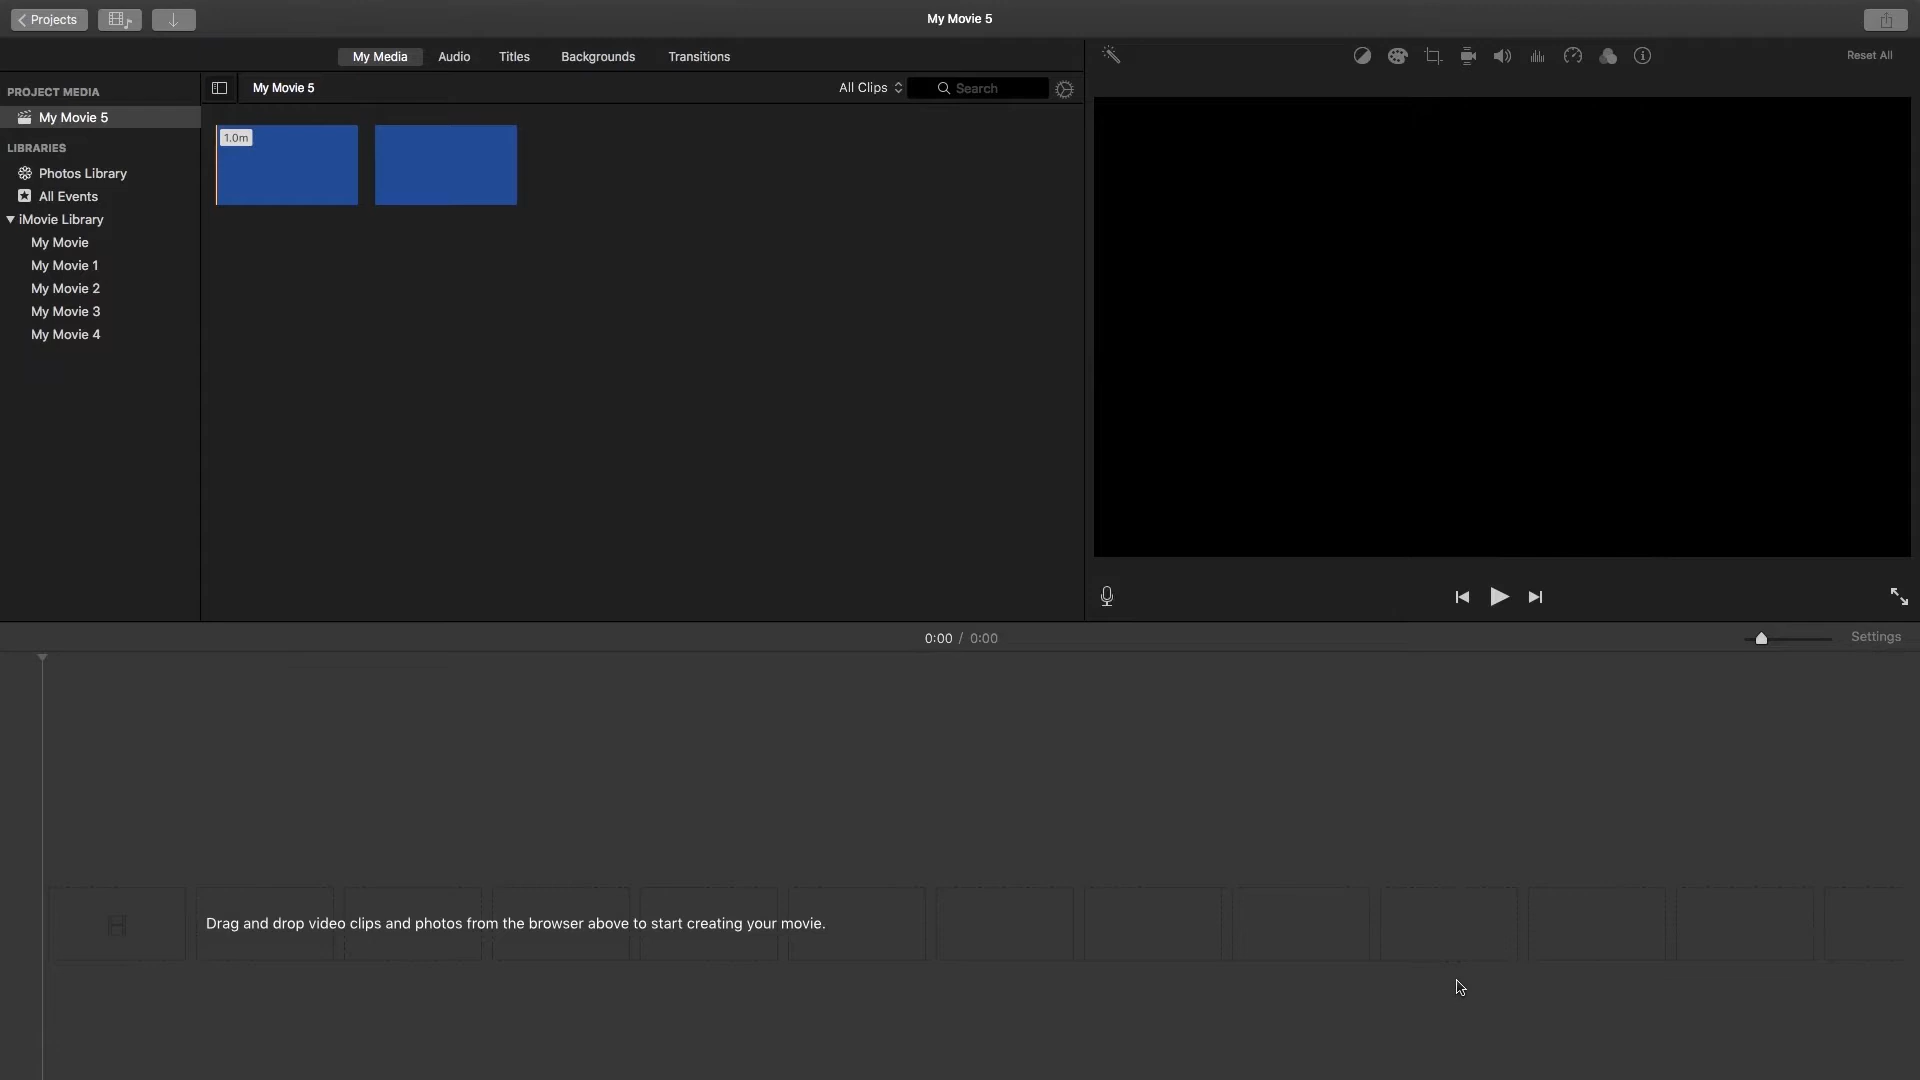 Projects
My Movie 5
My Media
Audio
Titles
Backgrounds
Transitions
Reset All
PROJECT MEDIA
My Movie 5
LIBRARIES
Photos Library
All Events
iMovie Library
My Movie
My Movie 1
My Movie 2
My Movie 3
My Movie 4
My Movie 5
All Clips
Search
1.0m
0:00 / 0:00
Settings
Drag and drop video clips and photos from the browser above to start creating your movie.